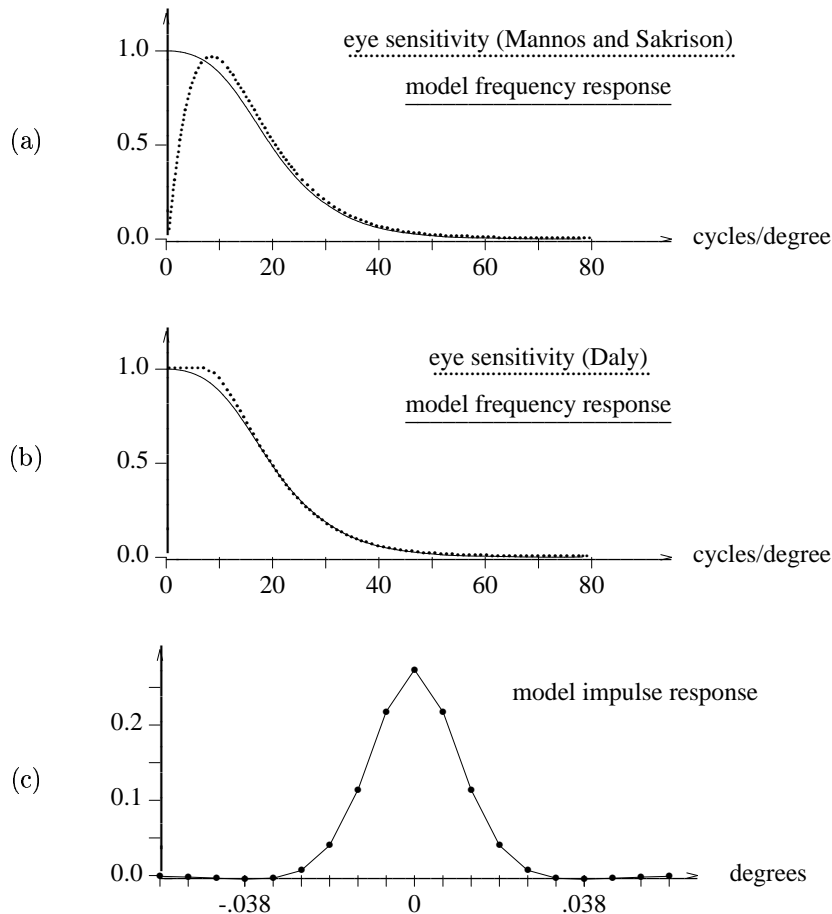 1.0
eye sensitivity (Mannos and Sakrison)
model frequency response
(a)
0.5
0.0
cycles/degree
0 20 40 60 80
1.0
eye sensitivity (Daly)
model frequency response
(b)
0.5
0.0
cycles/degree
0 20 40 60 80
model impulse response
0.2
(c)
0.1
0.0
degrees
-.038 0 .038